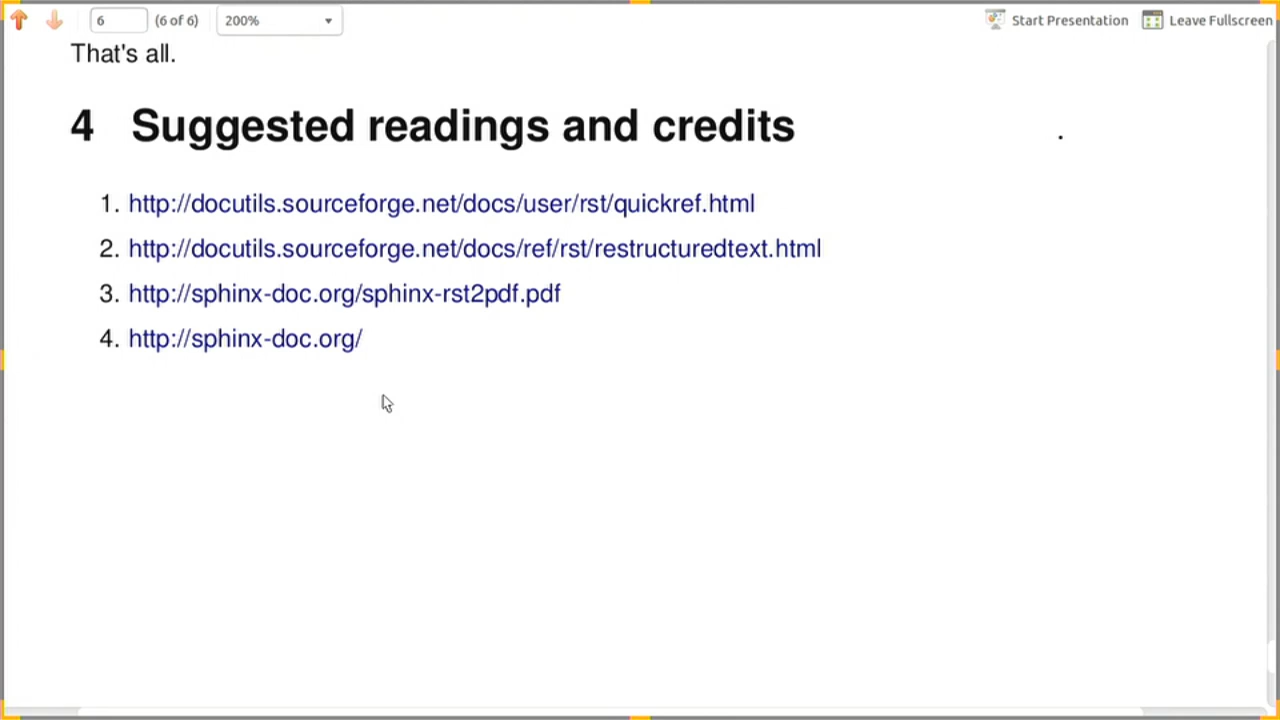 6 (6 of 6) 200% Start Presentation Leave Fullscreen
That's all.
4 Suggested readings and credits
.
1. http://docutils.sourceforge.net/docs/user/rst/quickref.html
2. http://docutils.sourceforge.net/docs/ref/rst/restructuredtext.html
3. http://sphinx-doc.org/sphinx-rst2pdf.pdf
4. http://sphinx-doc.org/